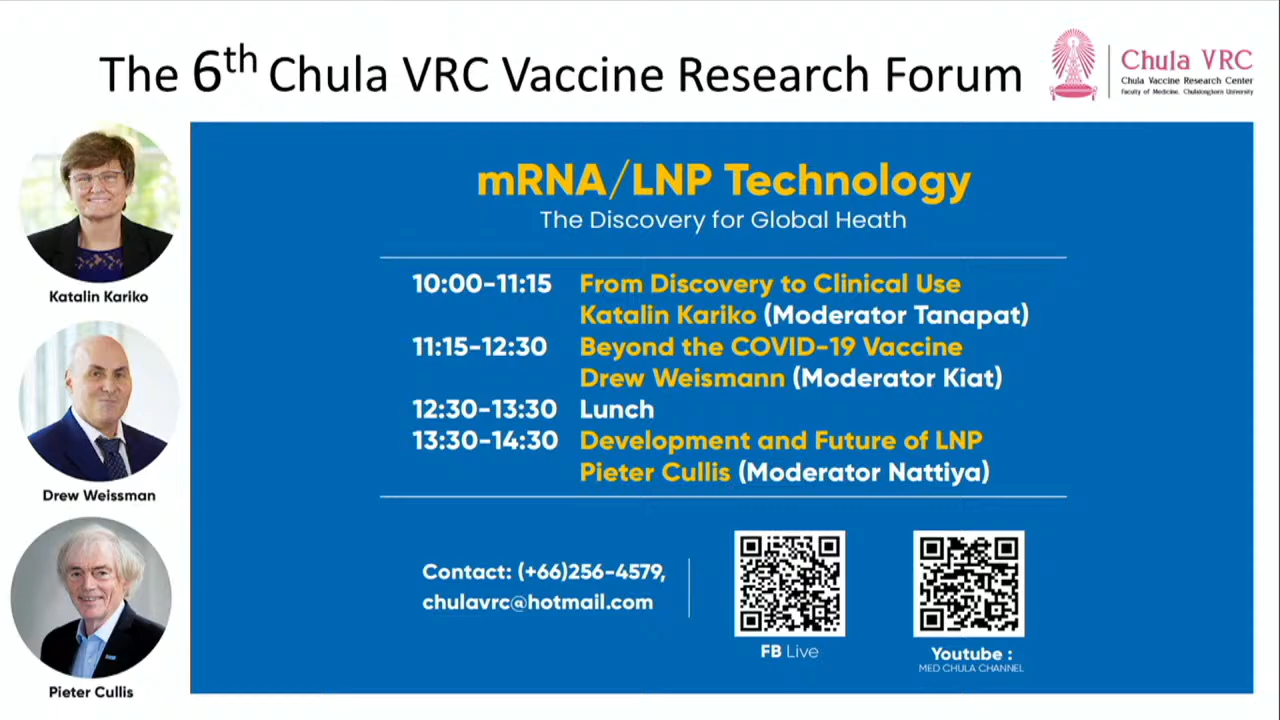 The 6th Chula VRC Vaccine Research Forum
Chula VRC
Chula Vaccine Research Center
Faculty of Medicine, Chulalongkorn University
Katalin Kariko
Drew Weissman
Pieter Cullis
mRNA/LNP Technology
The Discovery for Global Heath
10:00-11:15 From Discovery to Clinical Use
Katalin Kariko (Moderator Tanapat)
11:15-12:30 Beyond the COVID-19 Vaccine
Drew Weismann (Moderator Kiat)
12:30-13:30 Lunch
13:30-14:30 Development and Future of LNP
Pieter Cullis (Moderator Nattiya)
Contact: (+66)256-4579,
chulavrc@hotmail.com
FB Live
Youtube :
MED CHULA CHANNEL